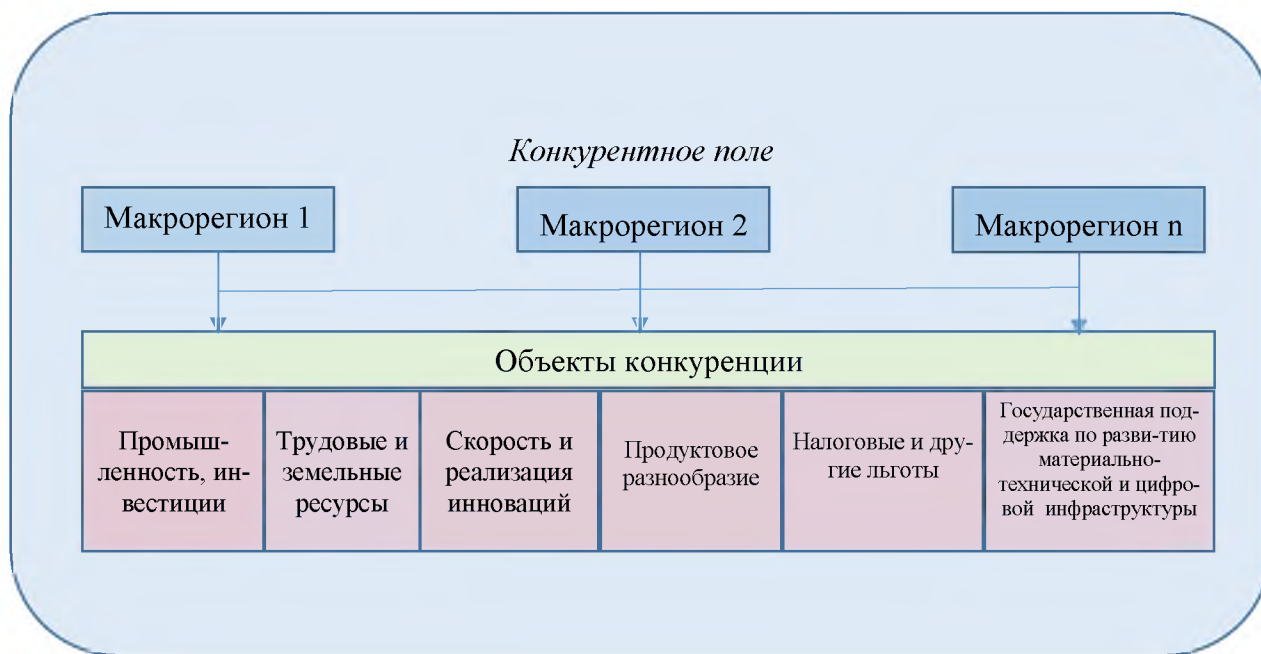 Конкурентное поле
Макрорегион 1
Макрорегион 2
Макрорегион n
Объекты конкуренции
Промыш-
ленность, ин-
вестиции
Трудовые и
земельные
ресурсы
Скорость и
реализация
инноваций
Продуктовое
разнообразие
Налоговые и дру-
гие льготы
Государственная под-
держка по разви-тию
материально-
технической и цифро-
вой инфраструктуры